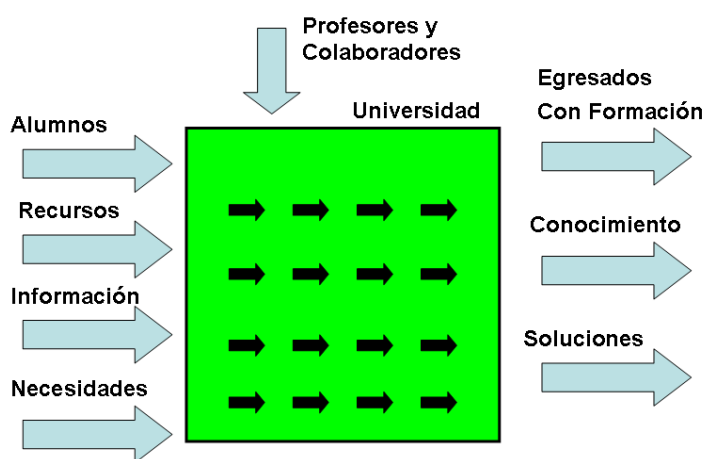 Profesores y
Colaboradores
Universidad
Egresados
Con Formación
Alumnos
Recursos
Conocimiento
Información
Soluciones
Necesidades